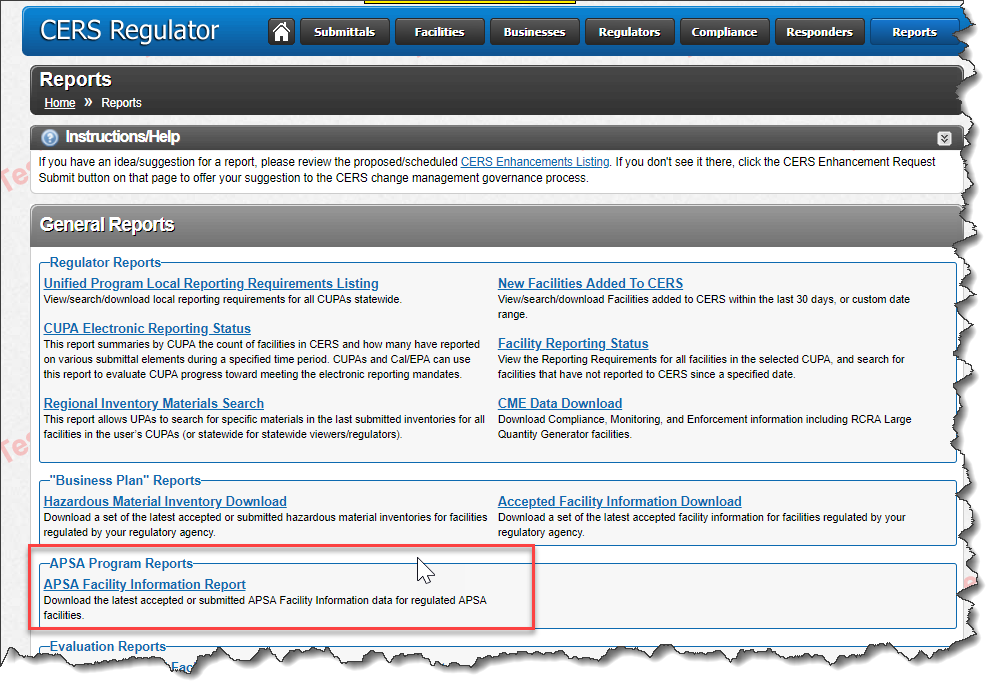 CERS Regulator
Submittals
Facilities
Businesses
Regulators
Compliance
Responders
Reports
Reports
Home » Reports
Instructions/Help
If you have an idea/suggestion for a report, please review the proposed/scheduled CERS Enhancements Listing. If you don't see it there, click the CERS Enhancement Request
Submit button on that page to offer your suggestion to the CERS change management governance process.
General Reports
Regulator Reports
Unified Program Local Reporting Requirements Listing
View/search/download local reporting requirements for all CUPAs statewide.
CUPA Electronic Reporting Status
This report summaries by CUPA the count of facilities in CERS and how many have reported
on various submittal elements during a specified time period. CUPAs and Cal/EPA can use
this report to evaluate CUPA progress toward meeting the electronic reporting mandates.
Regional Inventory Materials Search
This report allows UPAs to search for specific materials in the last submitted inventories for all
facilities in the user's CUPAs (or statewide for statewide viewers/regulators).
New Facilities Added To CERS
View/search/download Facilities added to CERS within the last 30 days, or custom date
range.
Facility Reporting Status
View the Reporting Requirements for all facilities in the selected CUPA, and search for
facilities that have not reported to CERS since a specified date.
CME Data Download
Download Compliance, Monitoring, and Enforcement information including RCRA Large
Quantity Generator facilities.
"Business Plan" Reports
Hazardous Material Inventory Download
Download a set of the latest accepted or submitted hazardous material inventories for facilities
regulated by your regulatory agency.
Accepted Facility Information Download
Download a set of the latest accepted facility information for facilities regulated by your
regulatory agency.
APSA Program Reports
APSA Facility Information Report
Download the latest accepted or submitted APSA Facility Information data for regulated APSA
facilities.
Evaluation Reports